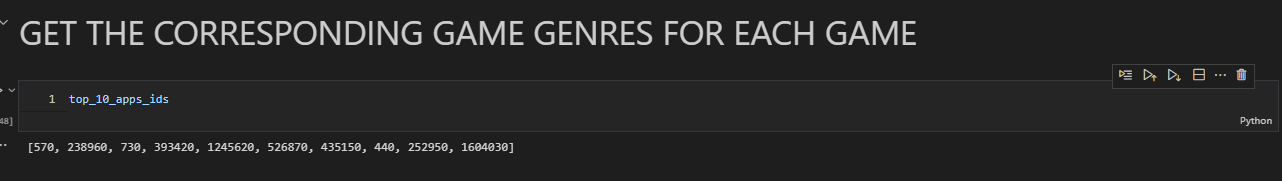 GET THE CORRESPONDING GAME GENRES FOR EACH GAME
1 top_10_apps_ids
48]
Python
[570, 238960, 730, 393420, 1245620, 526870, 435150, 440, 252950, 1604030]